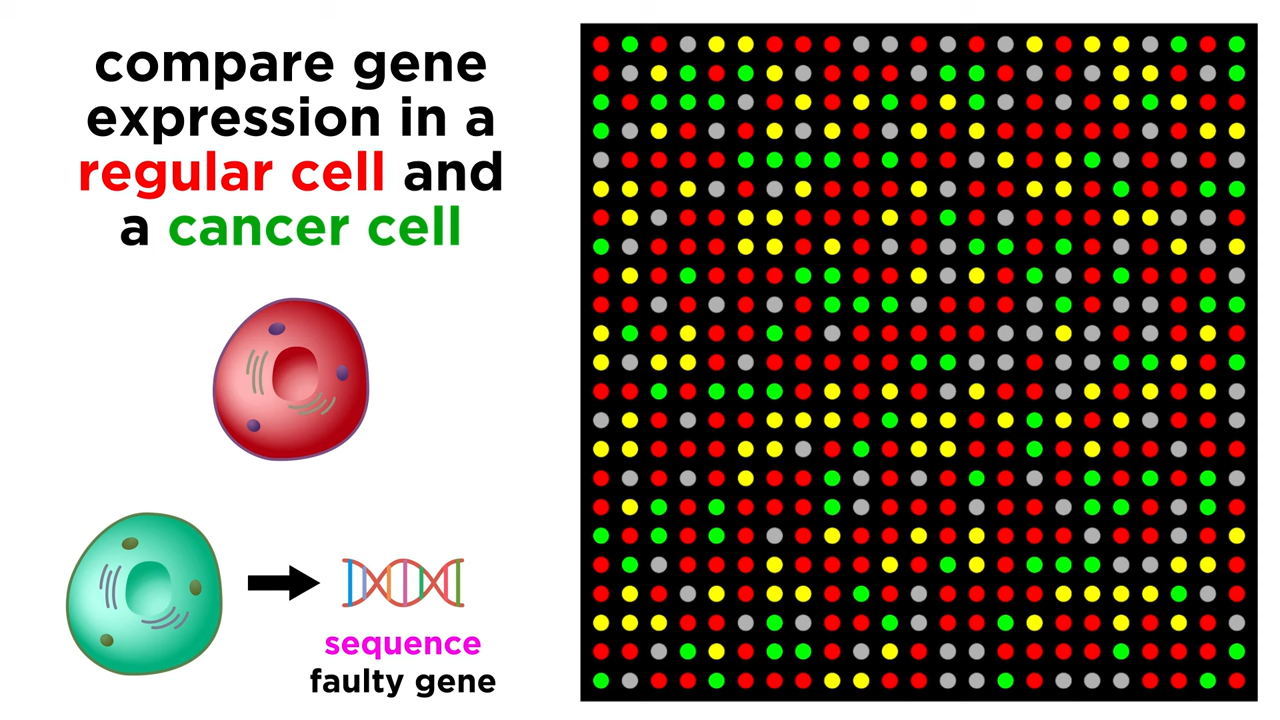 compare gene
expression in a
regular cell and
a cancer cell
sequence
faulty gene